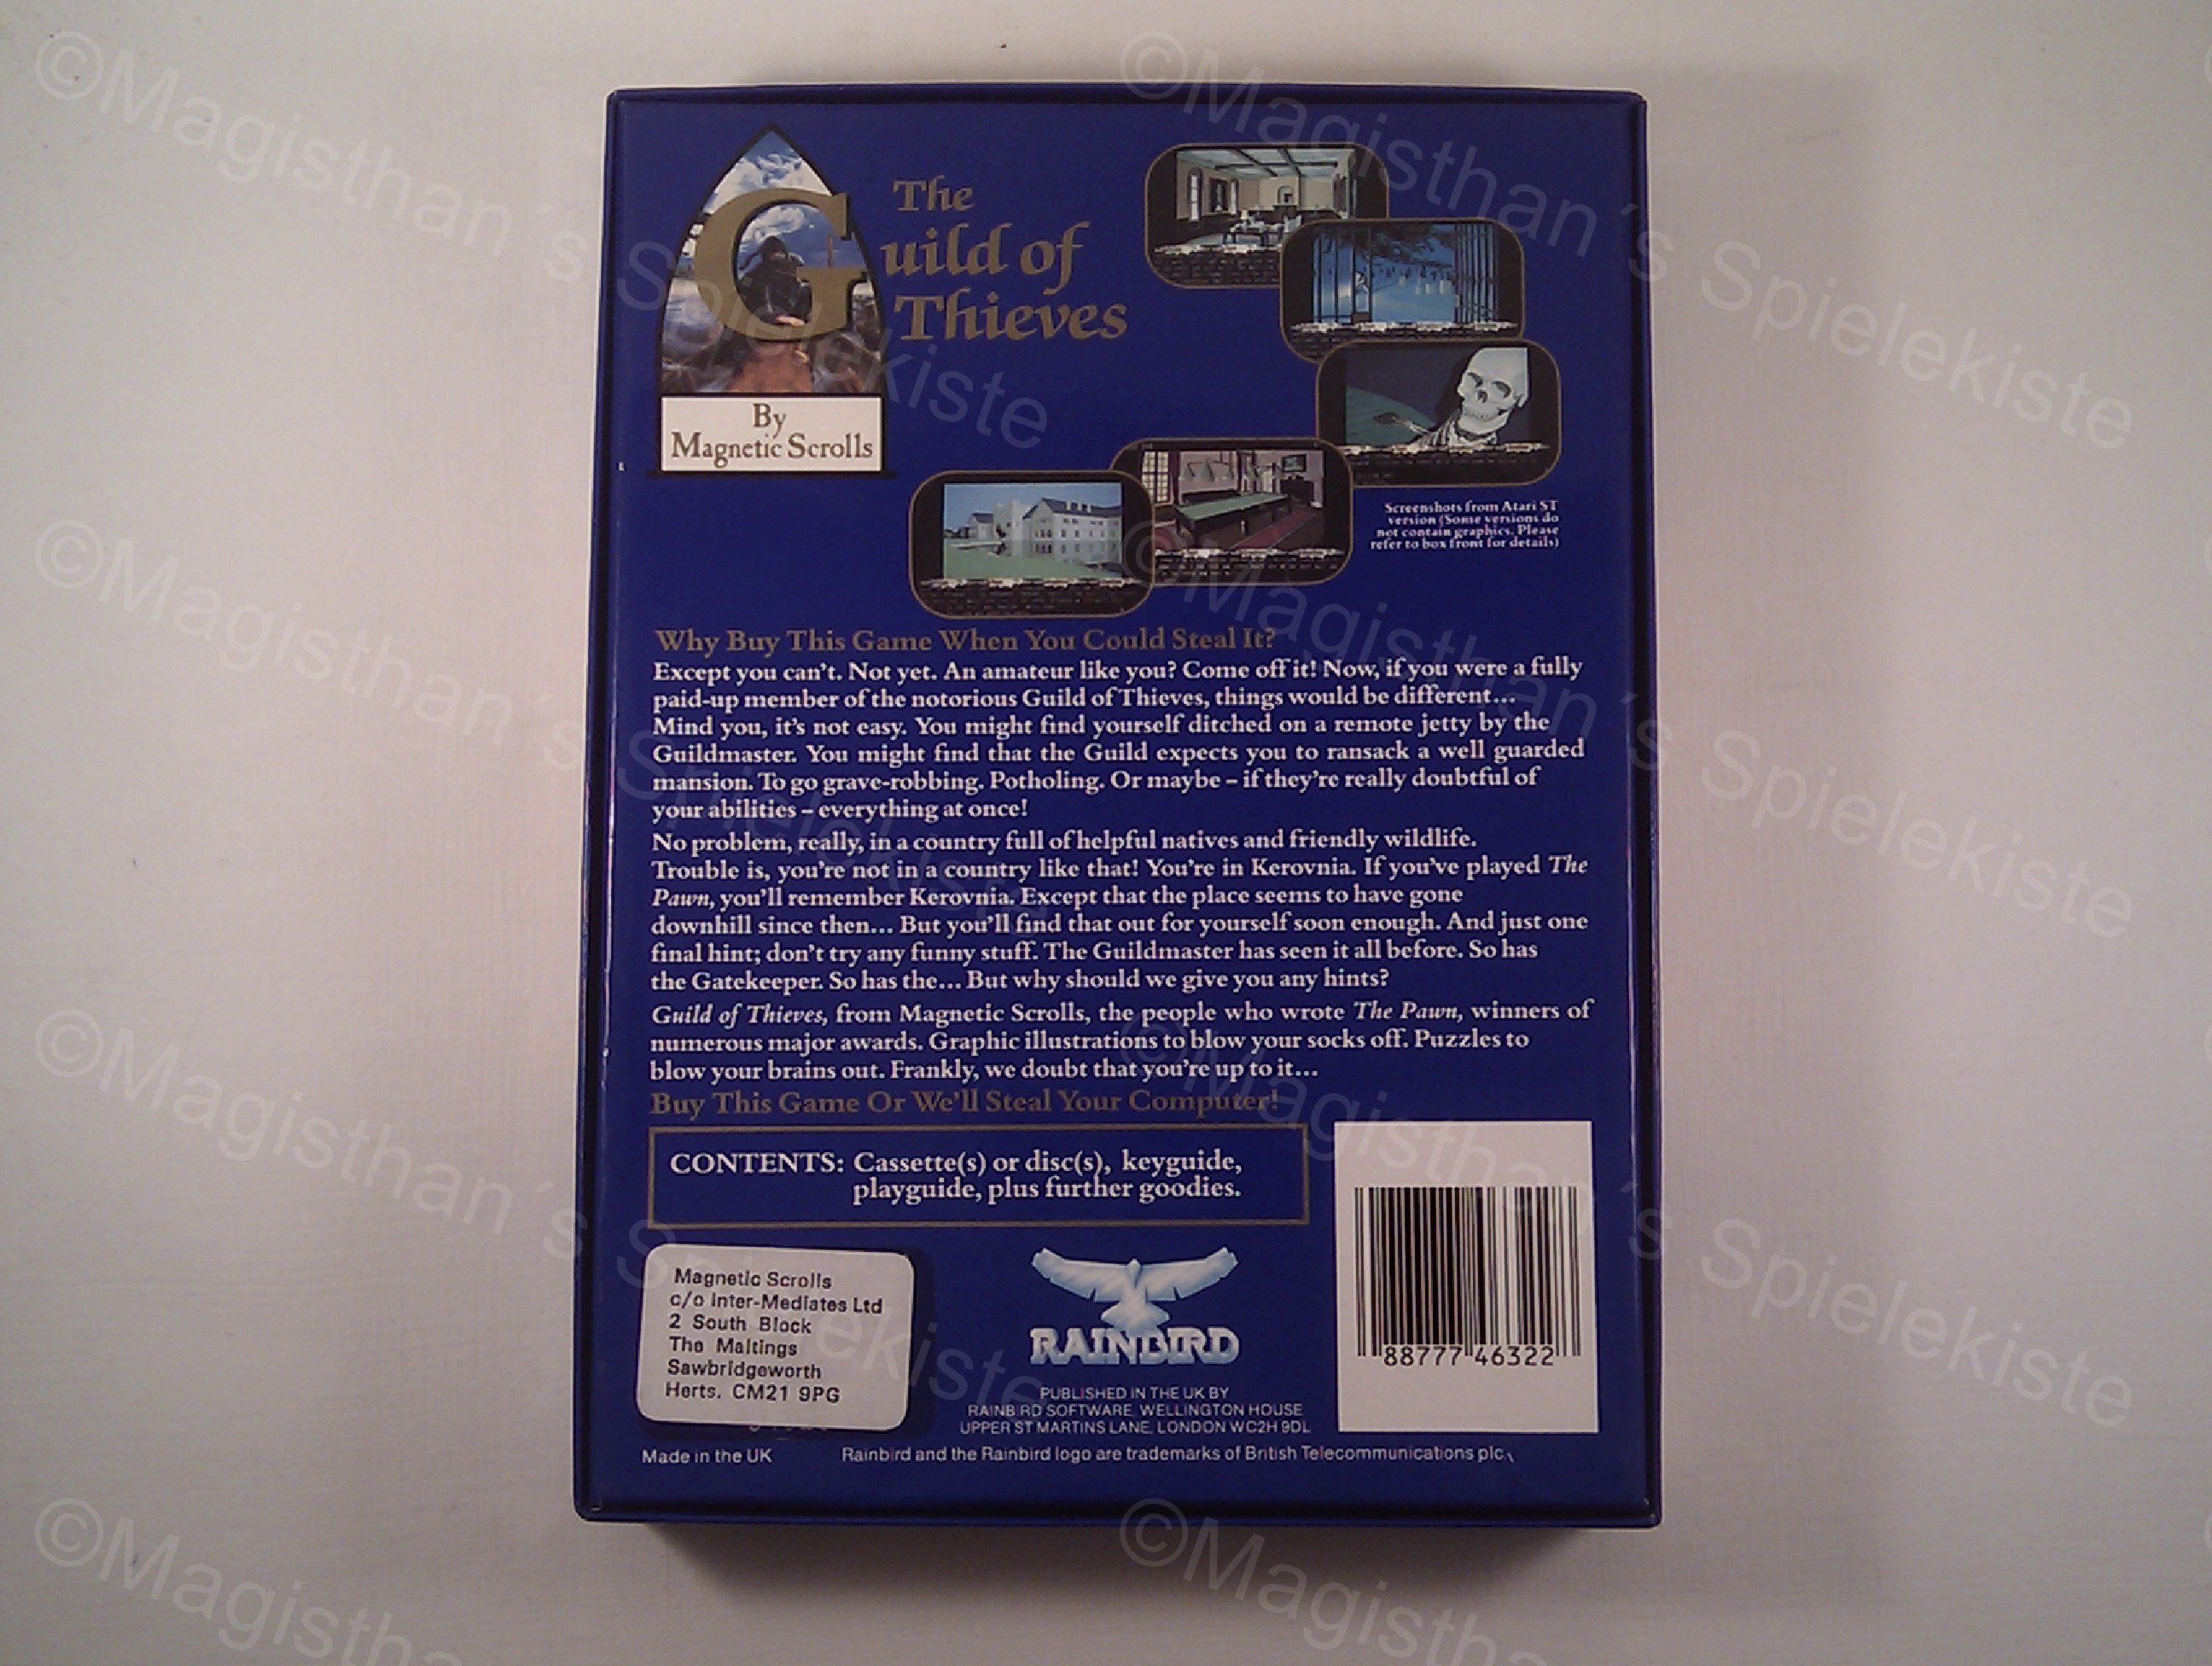 The
Guild of
Thieves
By
Magnetic Scrolls
Screenshots from Atari ST
version (Some versions do
not contain graphics. Please
refer to box front for details)
Why Buy This Game When You Could Steal It?
Except you can't. Not yet. An amateur like you? Come off it! Now, if you were a fully
paid-up member of the notorious Guild of Thieves, things would be different...
Mind you, it's not easy. You might find yourself ditched on a remote jetty by the
Guildmaster. You might find that the Guild expects you to ransack a well guarded
mansion. To go grave-robbing. Potholing. Or maybe – if they're really doubtful of
your abilities – everything at once!
No problem, really, in a country full of helpful natives and friendly wildlife.
Trouble is, you're not in a country like that! You're in Kerovnia. If you've played The
Pawn, you'll remember Kerovnia. Except that the place seems to have gone
downhill since then... But you'll find that out for yourself soon enough. And just one
final hint; don't try any funny stuff. The Guildmaster has seen it all before. So has
the Gatekeeper. So has the... But why should we give you any hints?
Guild of Thieves, from Magnetic Scrolls, the people who wrote The Pawn, winners of
numerous major awards. Graphic illustrations to blow your socks off. Puzzles to
blow your brains out. Frankly, we doubt that you're up to it...
Buy This Game Or We'll Steal Your Computer!
CONTENTS: Cassette(s) or disc(s), keyguide,
playguide, plus further goodies.
Magnetic Scrolls
c/o Inter-Mediates Ltd
2 South Block
The Maltings
Sawbridgeworth
Herts. CM21 9PG
RAINBIRD
PUBLISHED IN THE UK BY
RAINBIRD SOFTWARE, WELLINGTON HOUSE
UPPER ST MARTINS LANE, LONDON WC2H 9DL
88777 46322
Made in the UK
Rainbird and the Rainbird logo are trademarks of British Telecommunications plc.
©Magisthan´s Spielekiste
©Magisthan´s Spielekiste
©Magisthan´s Spielekiste
©Magisthan´s Spielekiste
©Magisthan´s Spielekiste
©Magisthan´s Spielekiste
©Magistha
©Magisth